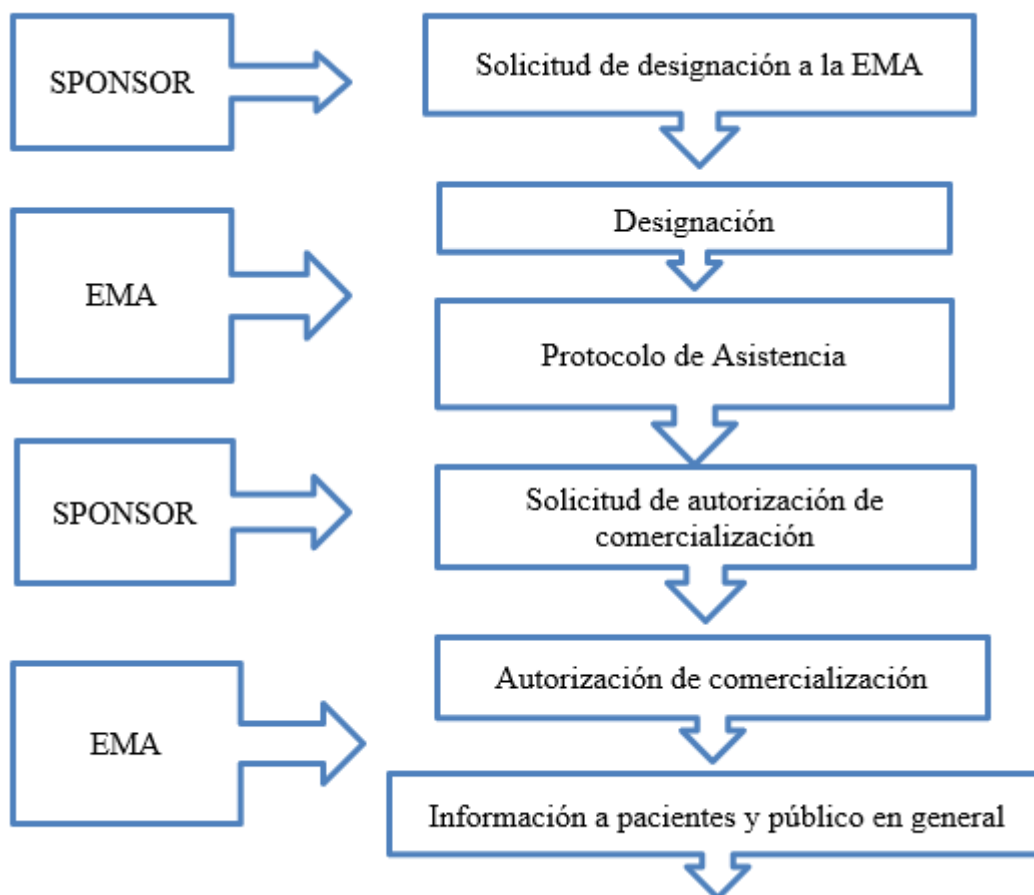 SPONSOR
Solicitud de designación a la EMA
EMA
Designación
Protocolo de Asistencia
SPONSOR
Solicitud de autorización de
comercialización
EMA
Autorización de comercialización
Información a pacientes y público en general